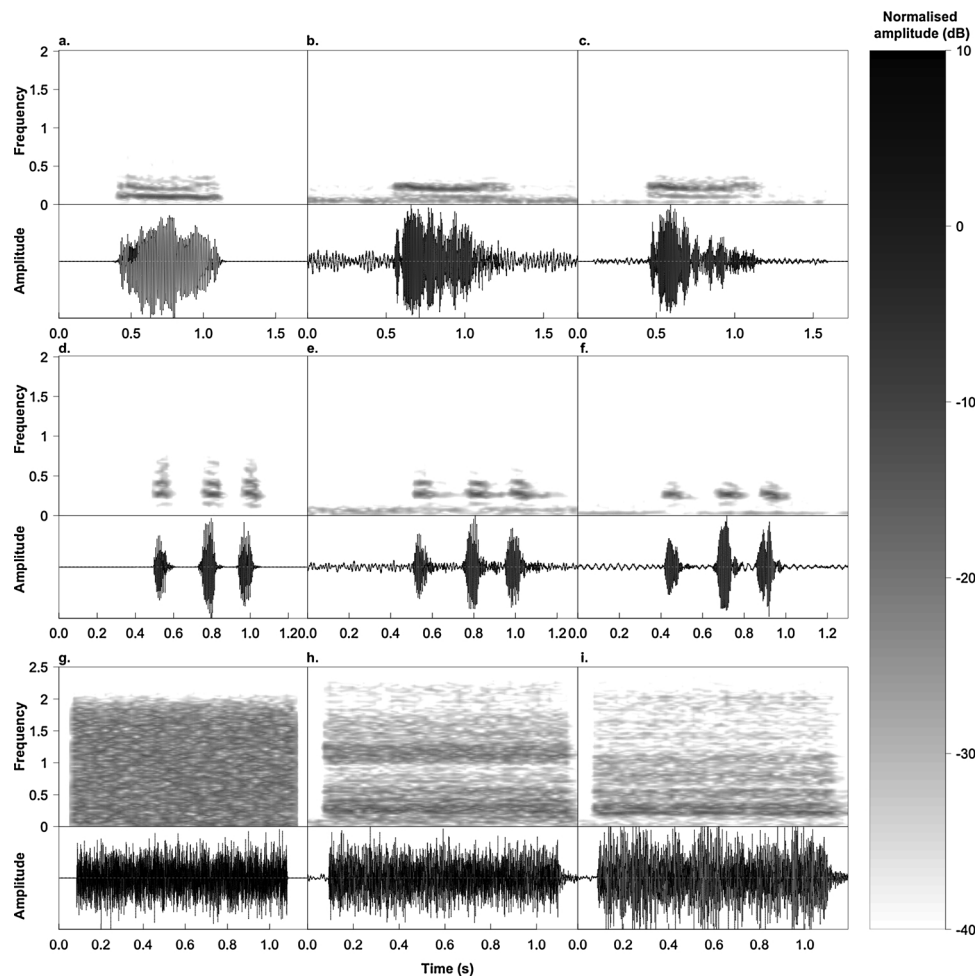 Normalised
amplitude (dB)
a. b. c.
10
0
-10
-20
-30
-40
Frequency
2
1.5
1
0.5
0
Amplitude
0.0 0.5 1.0 1.5 0.0 0.5 1.0 1.5 0.0 0.5 1.0 1.5
d. e. f.
Frequency
2
1.5
1
0.5
0
Amplitude
0.0 0.2 0.4 0.6 0.8 1.0 1.20.0 0.2 0.4 0.6 0.8 1.0 1.20.0 0.2 0.4 0.6 0.8 1.0 1.2
g. h. i.
Frequency
2.5
2
1.5
1
0.5
0
Amplitude
0.0 0.2 0.4 0.6 0.8 1.0 0.0 0.2 0.4 0.6 0.8 1.0 0.0 0.2 0.4 0.6 0.8 1.0
Time (s)